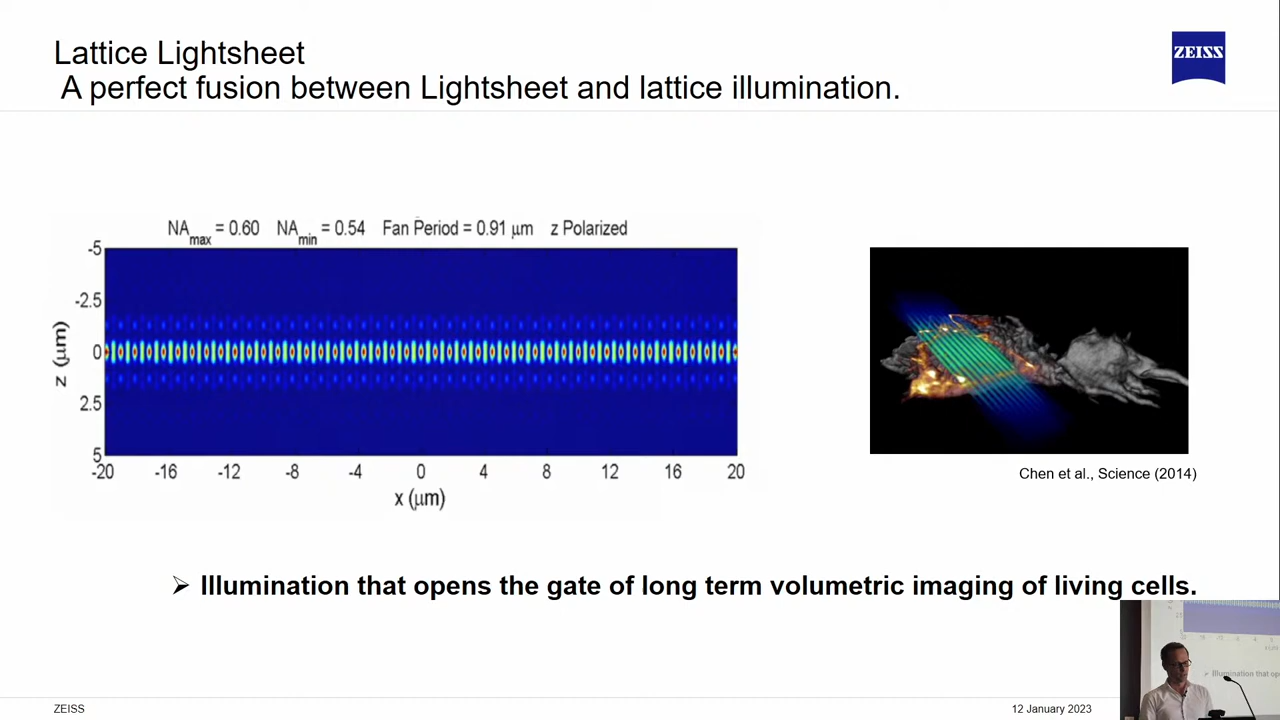 Lattice Lightsheet
A perfect fusion between Lightsheet and lattice illumination.
ZEISS
NAmax = 0.60 NAmin = 0.54 Fan Period = 0.91 μm z Polarized
-5
-2.5
0
2.5
5
z (μm)
-20 -16 -12 -8 -4 0 4 8 12 16 20
x (μm)
Chen et al., Science (2014)
➢ Illumination that opens the gate of long term volumetric imaging of living cells.
Illumination that op
ZEISS
12 January 2023